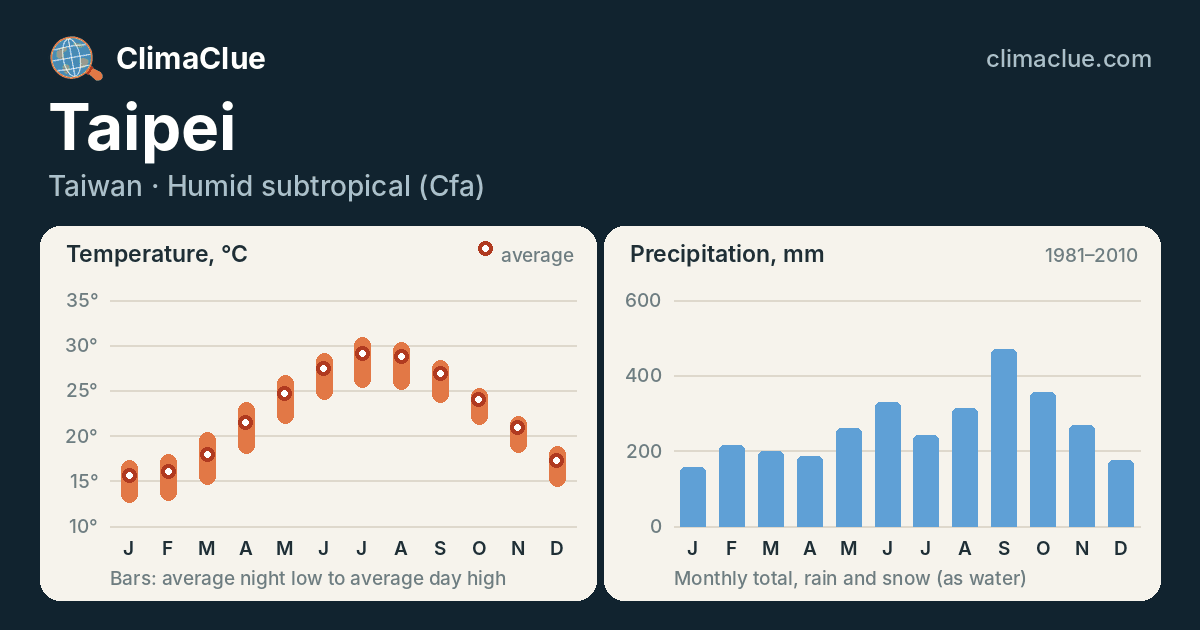 ClimaClue
climaclue.com
Taipei
Taiwan · Humid subtropical (Cfa)
Temperature, °C
average
35°
30°
25°
20°
15°
10°
J F M A M J J A S O N D
Bars: average night low to average day high
Precipitation, mm
1981–2010
600
400
200
0
J F M A M J J A S O N D
Monthly total, rain and snow (as water)